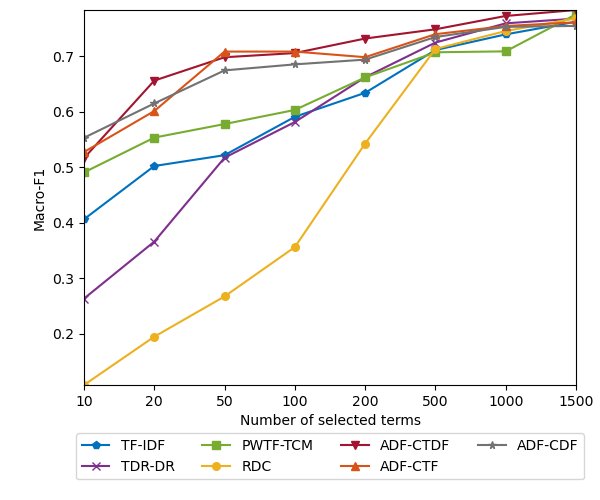 0.7
0.6
0.5
0.4
0.3
0.2
Macro-F1
10 20 50 100 200 500 1000 1500
Number of selected terms
TF-IDF PWTF-TCM ADF-CTDF ADF-CDF
TDR-DR RDC ADF-CTF